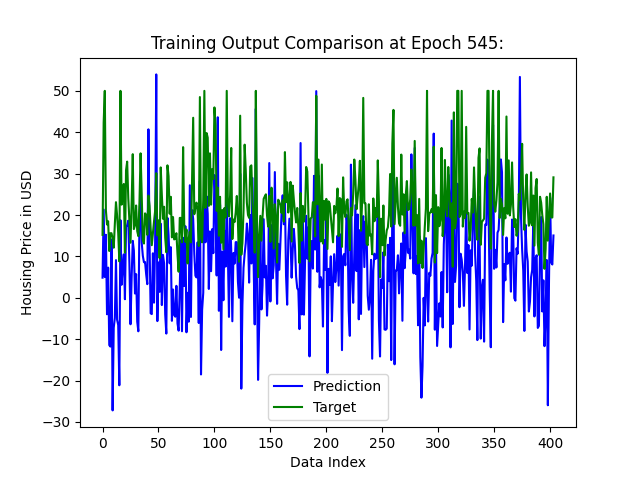 Training Output Comparison at Epoch 545:
Housing Price in USD
50
40
30
20
10
0
−10
−20
−30
Prediction
Target
0 50 100 150 200 250 300 350 400
Data Index